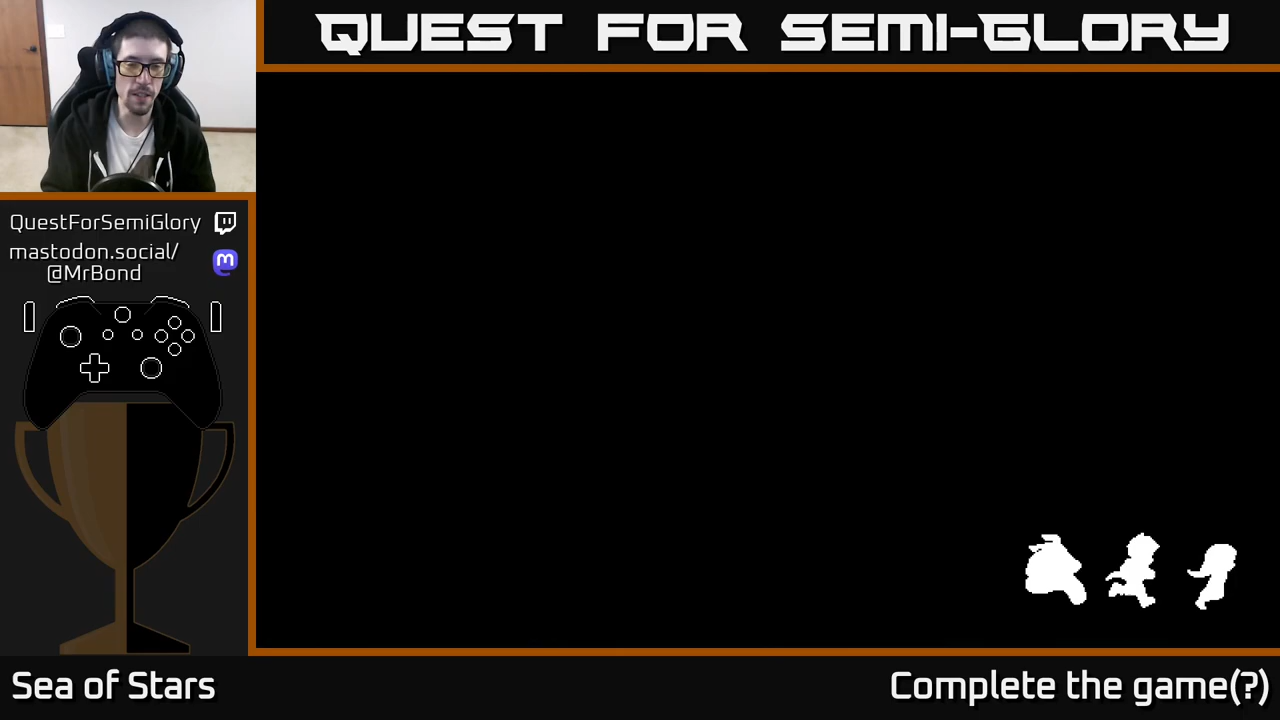 QUEST FOR SEMI-GLORY
QuestForSemiGlory
mastodon.social/
@MrBond
Sea of Stars
Complete the game(?)